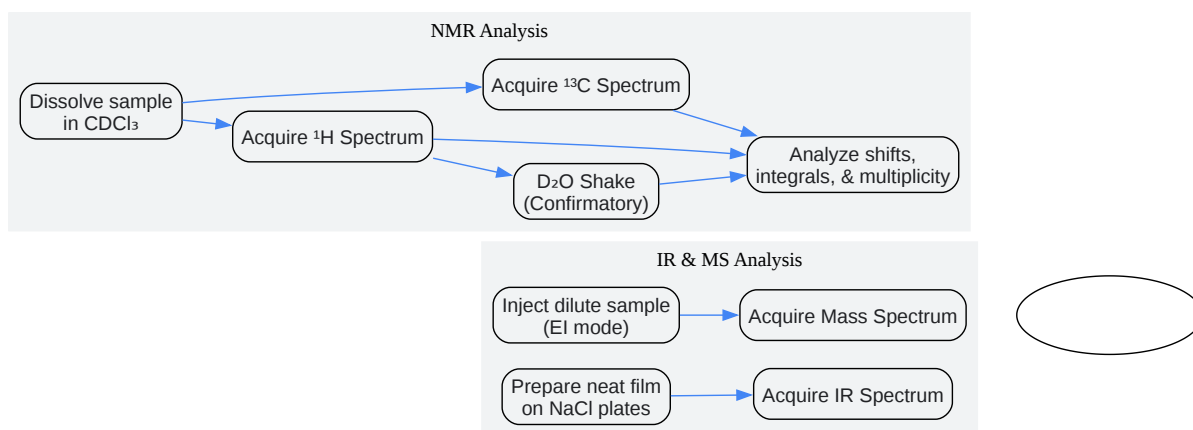 NMR Analysis
Dissolve sample
in CDCl₃
Acquire ¹³C Spectrum
Acquire ¹H Spectrum
D₂O Shake
(Confirmatory)
Analyze shifts,
integrals, & multiplicity
IR & MS Analysis
Inject dilute sample
(EI mode)
Acquire Mass Spectrum
Prepare neat film
on NaCl plates
Acquire IR Spectrum